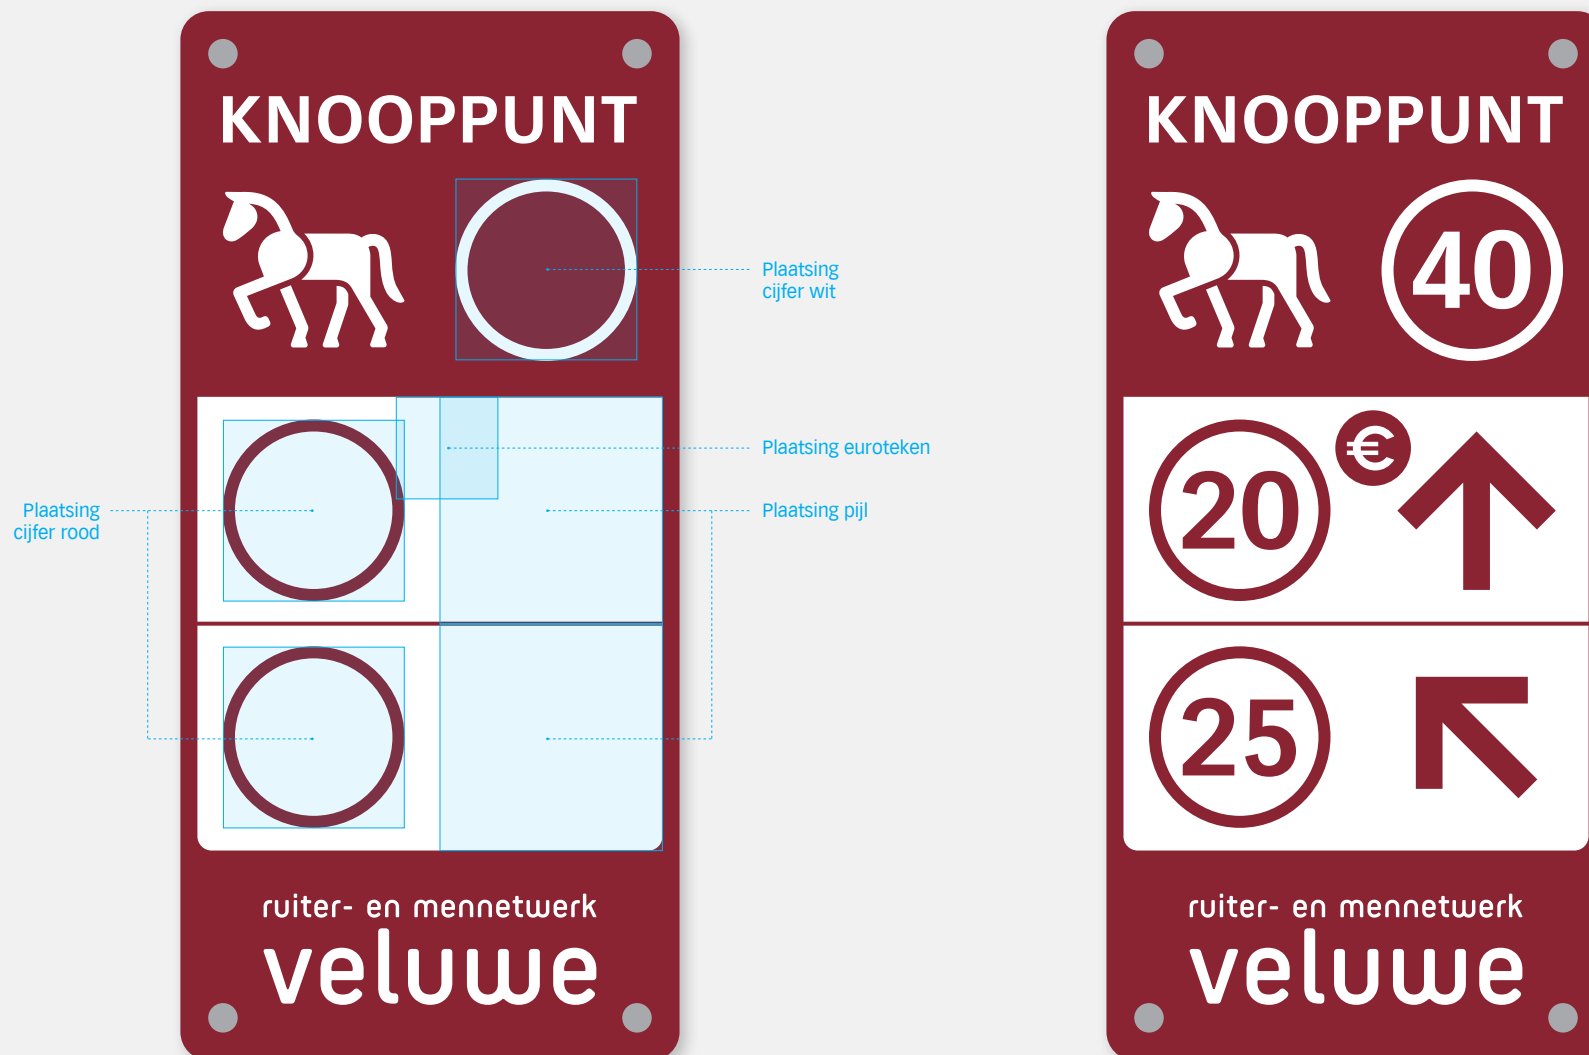 KNOOPPUNT
Plaatsing
cijfer wit
Plaatsing euroteken
Plaatsing pijl
Plaatsing
cijfer rood
ruiter- en mennetwerk
veluwe
KNOOPPUNT
40
20 €
25
ruiter- en mennetwerk
veluwe